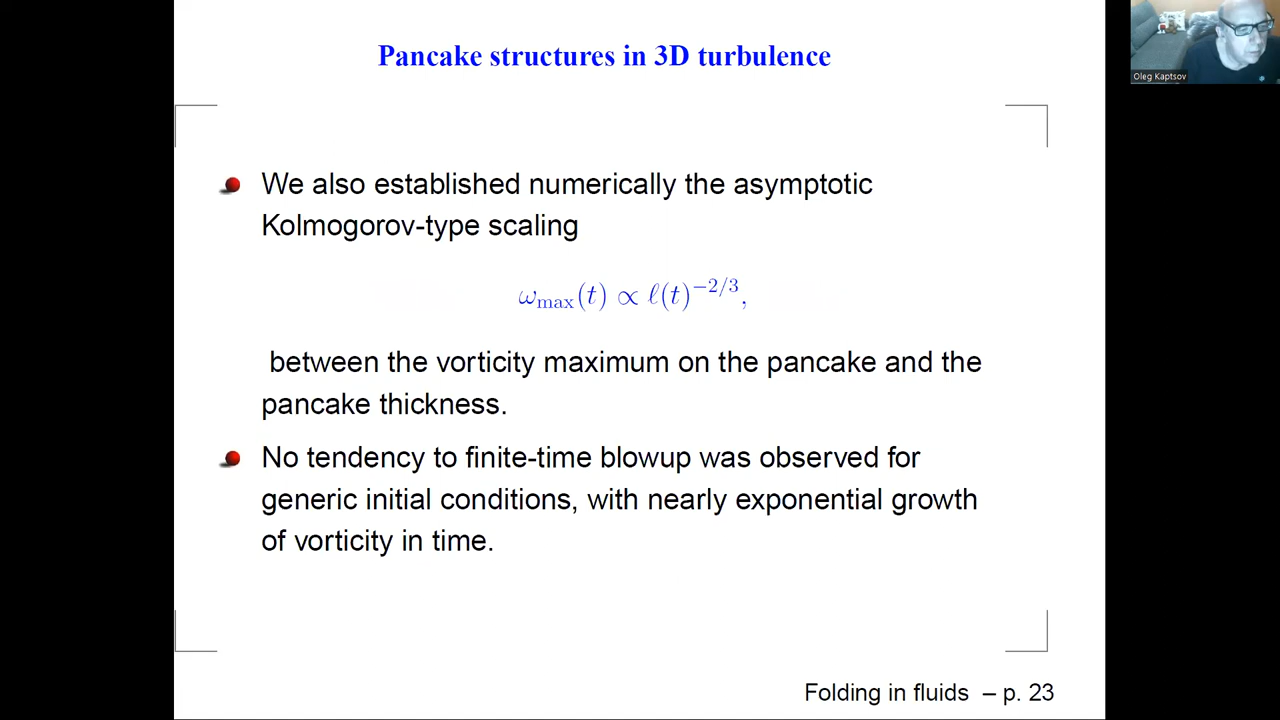 Pancake structures in 3D turbulence
Oleg Kaptsov
We also established numerically the asymptotic
Kolmogorov-type scaling
ω_max(t) ∝ ℓ(t)^{−2/3},
between the vorticity maximum on the pancake and the
pancake thickness.
No tendency to finite-time blowup was observed for
generic initial conditions, with nearly exponential growth
of vorticity in time.
Folding in fluids – p. 23